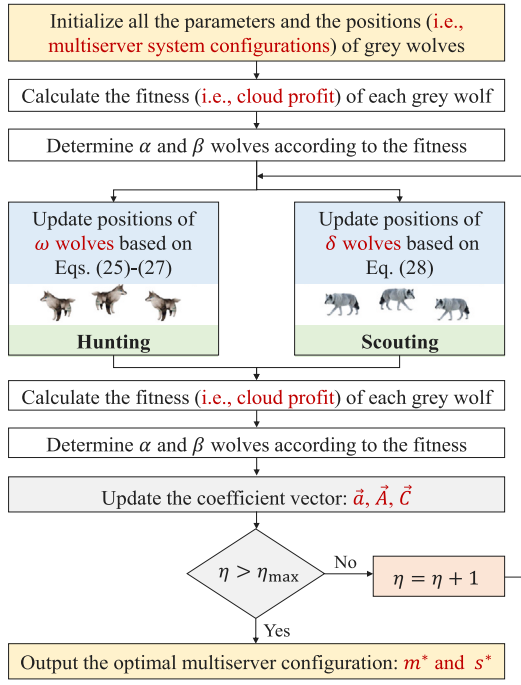 Initialize all the parameters and the positions (i.e.,
multiserver system configurations) of grey wolves
Calculate the fitness (i.e., cloud profit) of each grey wolf
Determine α and β wolves according to the fitness
Update positions of
ω wolves based on
Eqs. (25)-(27)
Hunting
Update positions of
δ wolves based on
Eq. (28)
Scouting
Calculate the fitness (i.e., cloud profit) of each grey wolf
Determine α and β wolves according to the fitness
Update the coefficient vector: a⃗, A⃗, C⃗
η > ηmax
No
η = η + 1
Yes
Output the optimal multiserver configuration: m* and s*